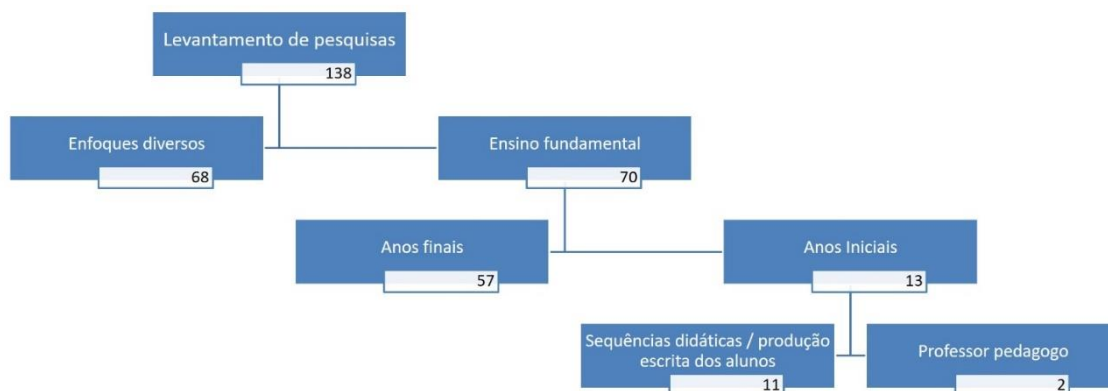 Levantamento de pesquisas
138
Enfoques diversos
68
Ensino fundamental
70
Anos finais
57
Anos Iniciais
13
Sequências didáticas / produção
escrita dos alunos
11
Professor pedagogo
2